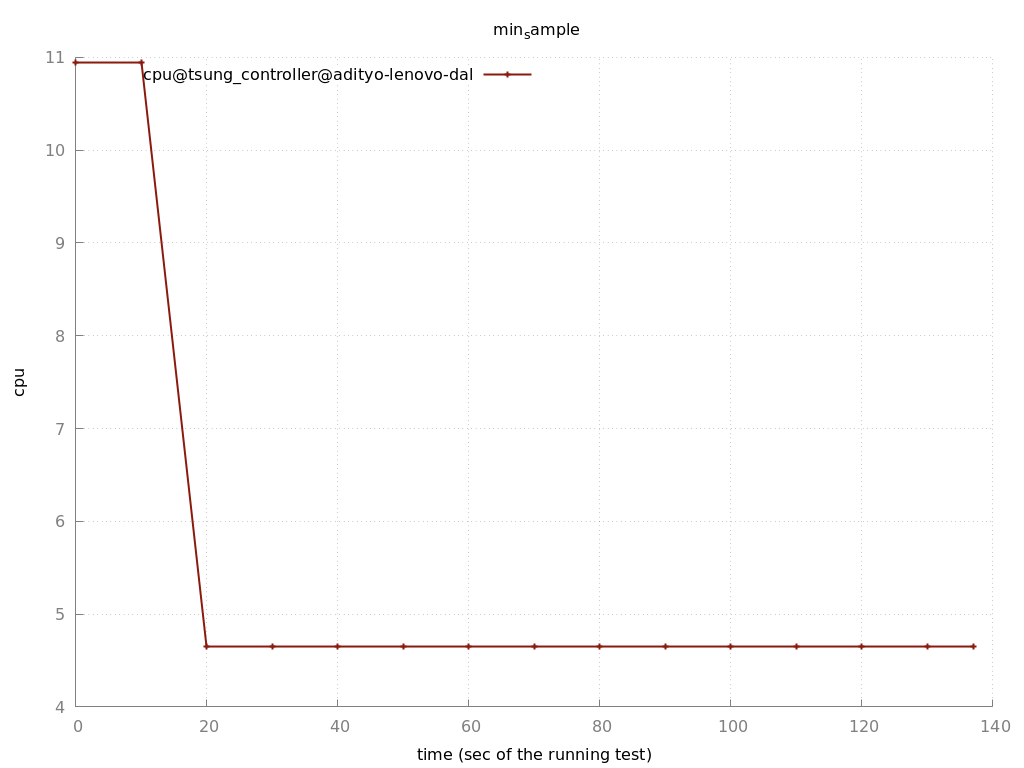 min_sample
11
cpu@tsung_controller@adityo-lenovo-dal
10
9
8
7
6
5
4
cpu
0 20 40 60 80 100 120 140
time (sec of the running test)